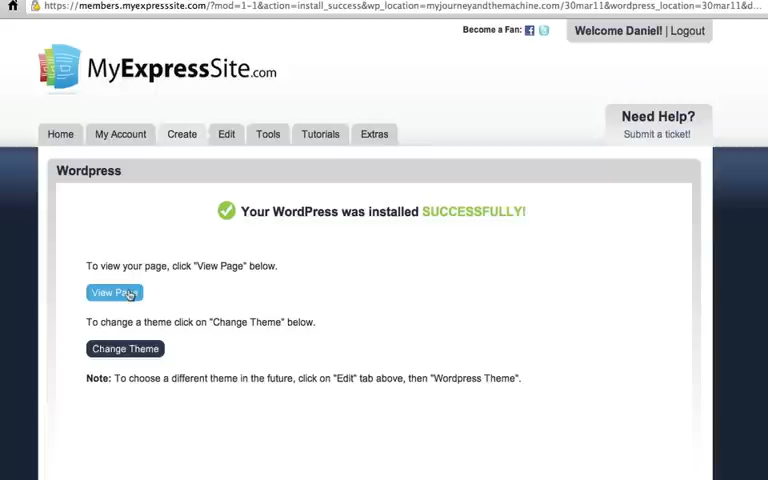 https://members.myexpresssite.com/?mod=1-1&action=install_success&wp_location=myjourneyandthemachine.com/30mar11&wordpress_location=30mar11&d...
Become a Fan:
Welcome Daniel! | Logout
MyExpressSite.com
Need Help?
Submit a ticket!
Home My Account Create Edit Tools Tutorials Extras
Wordpress
Your WordPress was installed SUCCESSFULLY!
To view your page, click "View Page" below.
View Page
To change a theme click on "Change Theme" below.
Change Theme
Note: To choose a different theme in the future, click on "Edit" tab above, then "Wordpress Theme".